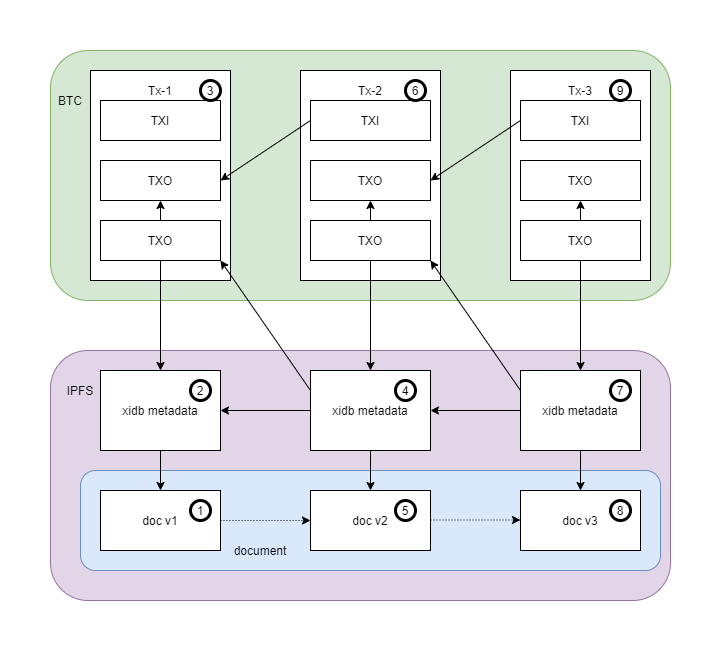 BTC
Tx-1 3
TXI
TXO
TXO
Tx-2 6
TXI
TXO
TXO
Tx-3 9
TXI
TXO
TXO
IPFS
2
xidb metadata
4
xidb metadata
7
xidb metadata
1
doc v1
5
doc v2
8
doc v3
document